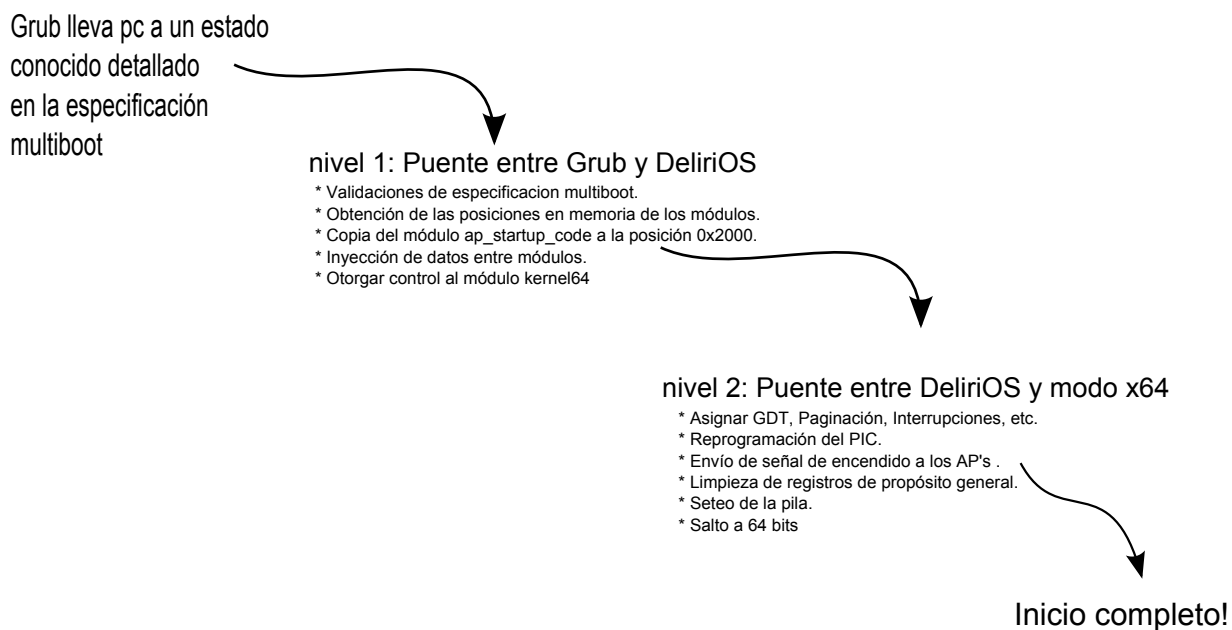 Grub lleva pc a un estado
conocido detallado
en la especificación
multiboot
nivel 1: Puente entre Grub y DeliriOS
* Validaciones de especificacion multiboot.
* Obtención de las posiciones en memoria de los módulos.
* Copia del módulo ap_startup_code a la posición 0x2000.
* Inyección de datos entre módulos.
* Otorgar control al módulo kernel64
nivel 2: Puente entre DeliriOS y modo x64
* Asignar GDT, Paginación, Interrupciones, etc.
* Reprogramación del PIC.
* Envío de señal de encendido a los AP's .
* Limpieza de registros de propósito general.
* Seteo de la pila.
* Salto a 64 bits
Inicio completo!